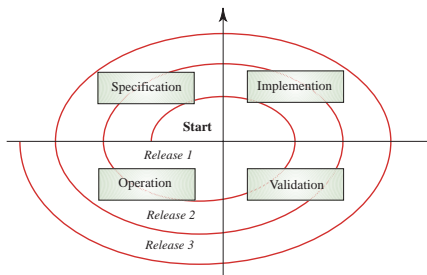 Specification
Implemention
Start
Release 1
Operation
Validation
Release 2
Release 3